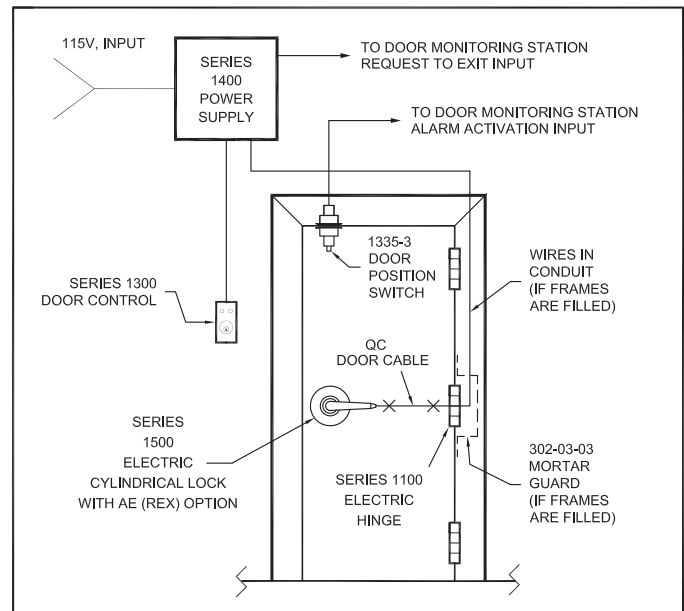 115V, INPUT
SERIES
1400
POWER
SUPPLY
TO DOOR MONITORING STATION
REQUEST TO EXIT INPUT
TO DOOR MONITORING STATION
ALARM ACTIVATION INPUT
1335-3
DOOR
POSITION
SWITCH
WIRES IN
CONDUIT
(IF FRAMES
ARE FILLED)
SERIES 1300
DOOR CONTROL
QC
DOOR CABLE
SERIES
1500
ELECTRIC
CYLINDRICAL LOCK
WITH AE (REX) OPTION
SERIES 1100
ELECTRIC
HINGE
302-03-03
MORTAR
GUARD
(IF FRAMES
ARE FILLED)